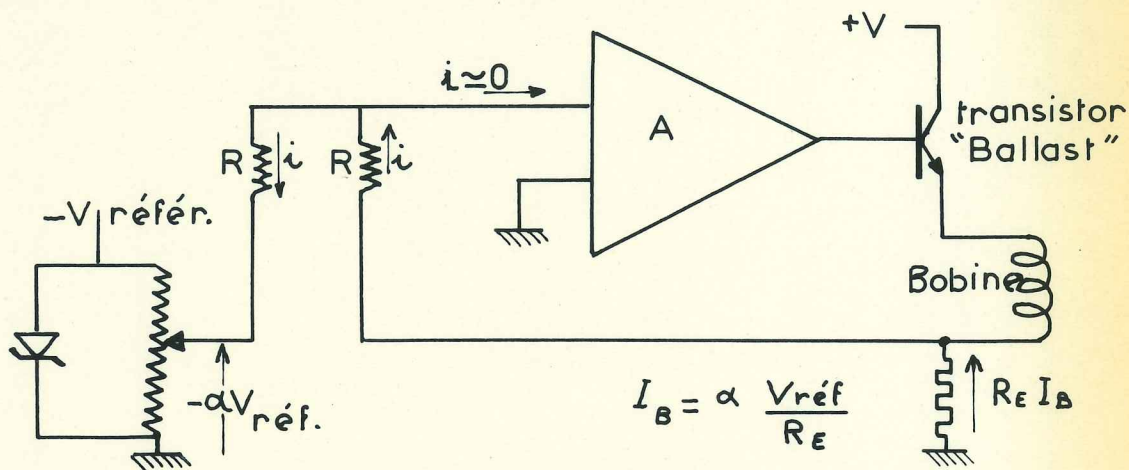 +V
i≃0
A
transistor
"Ballast"
R
i
R
i
-V référ.
Bobine
-αV réf.
I_B = α Vréf / R_E
R_E I_B